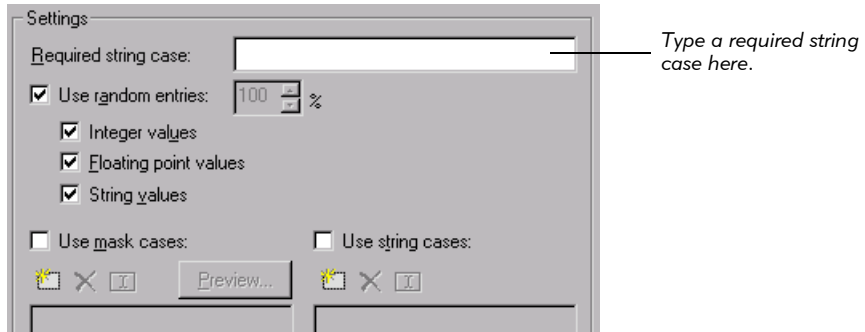 Settings
Required string case:
Type a required string
case here.
Use random entries: 100 %
Integer values
Floating point values
String values
Use mask cases: Use string cases:
Preview...